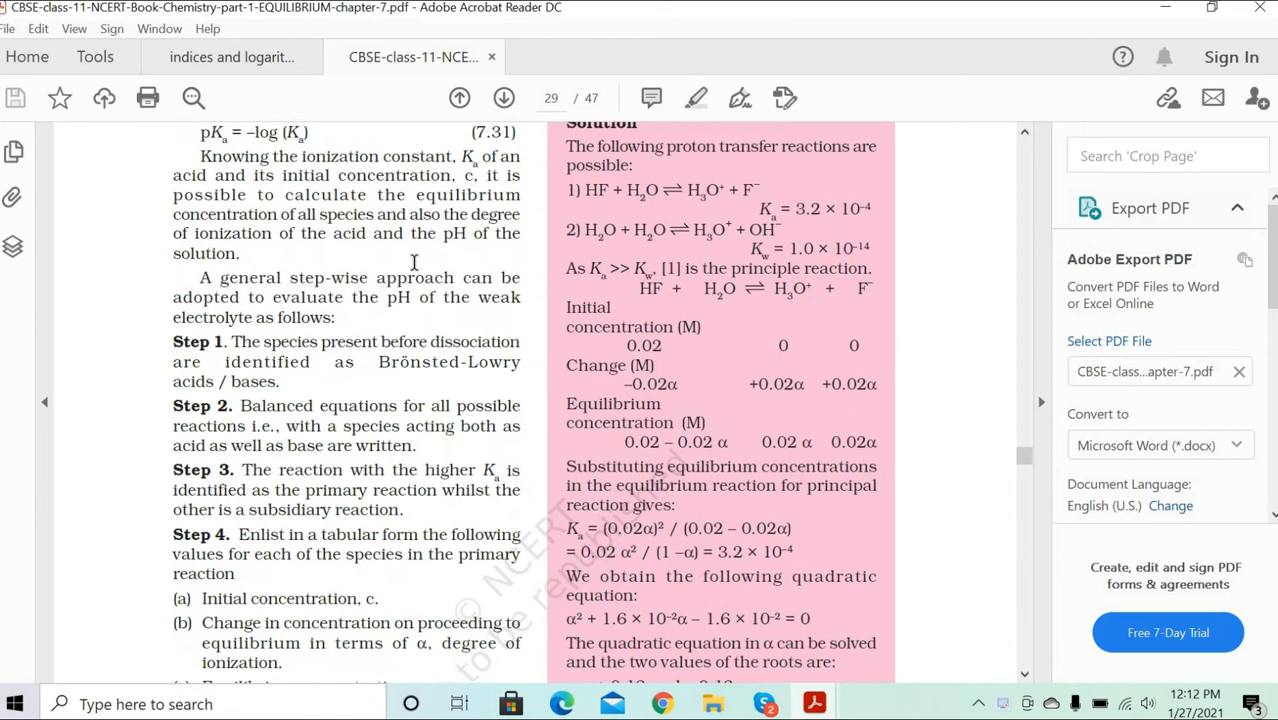 CBSE-class-11-NCERT-Book-Chemistry-part-1-EQUILIBRIUM-chapter-7.pdf - Adobe Acrobat Reader DC
File Edit View Sign Window Help
Home Tools indices and logarit... CBSE-class-11-NCE... ×
Sign In
29 / 47
pKₐ = –log (Kₐ) (7.31)
Knowing the ionization constant, Kₐ of an
acid and its initial concentration, c, it is
possible to calculate the equilibrium
concentration of all species and also the degree
of ionization of the acid and the pH of the
solution.
A general step-wise approach can be
adopted to evaluate the pH of the weak
electrolyte as follows:
Step 1. The species present before dissociation
are identified as Brönsted-Lowry
acids / bases.
Step 2. Balanced equations for all possible
reactions i.e., with a species acting both as
acid as well as base are written.
Step 3. The reaction with the higher Kₐ is
identified as the primary reaction whilst the
other is a subsidiary reaction.
Step 4. Enlist in a tabular form the following
values for each of the species in the primary
reaction
(a) Initial concentration, c.
(b) Change in concentration on proceeding to
equilibrium in terms of α, degree of
ionization.
Solution
The following proton transfer reactions are
possible:
1) HF + H₂O ⇌ H₃O⁺ + F⁻
Kₐ = 3.2 × 10⁻⁴
2) H₂O + H₂O ⇌ H₃O⁺ + OH⁻
K_w = 1.0 × 10⁻¹⁴
As Kₐ >> K_w, [1] is the principle reaction.
HF + H₂O ⇌ H₃O⁺ + F⁻
Initial
concentration (M)
0.02 0 0
Change (M)
–0.02α +0.02α +0.02α
Equilibrium
concentration (M)
0.02 – 0.02 α 0.02 α 0.02α
Substituting equilibrium concentrations
in the equilibrium reaction for principal
reaction gives:
Kₐ = (0.02α)² / (0.02 – 0.02α)
= 0.02 α² / (1 –α) = 3.2 × 10⁻⁴
We obtain the following quadratic
equation:
α² + 1.6 × 10⁻²α – 1.6 × 10⁻² = 0
The quadratic equation in α can be solved
and the two values of the roots are:
© NCERT
to be republished
Search 'Crop Page'
Export PDF
Adobe Export PDF
Convert PDF Files to Word
or Excel Online
Select PDF File
CBSE-class...apter-7.pdf ×
Convert to
Microsoft Word (*.docx)
Document Language:
English (U.S.) Change
Create, edit and sign PDF
forms & agreements
Free 7-Day Trial
Type here to search
2
12:12 PM
1/27/2021
3